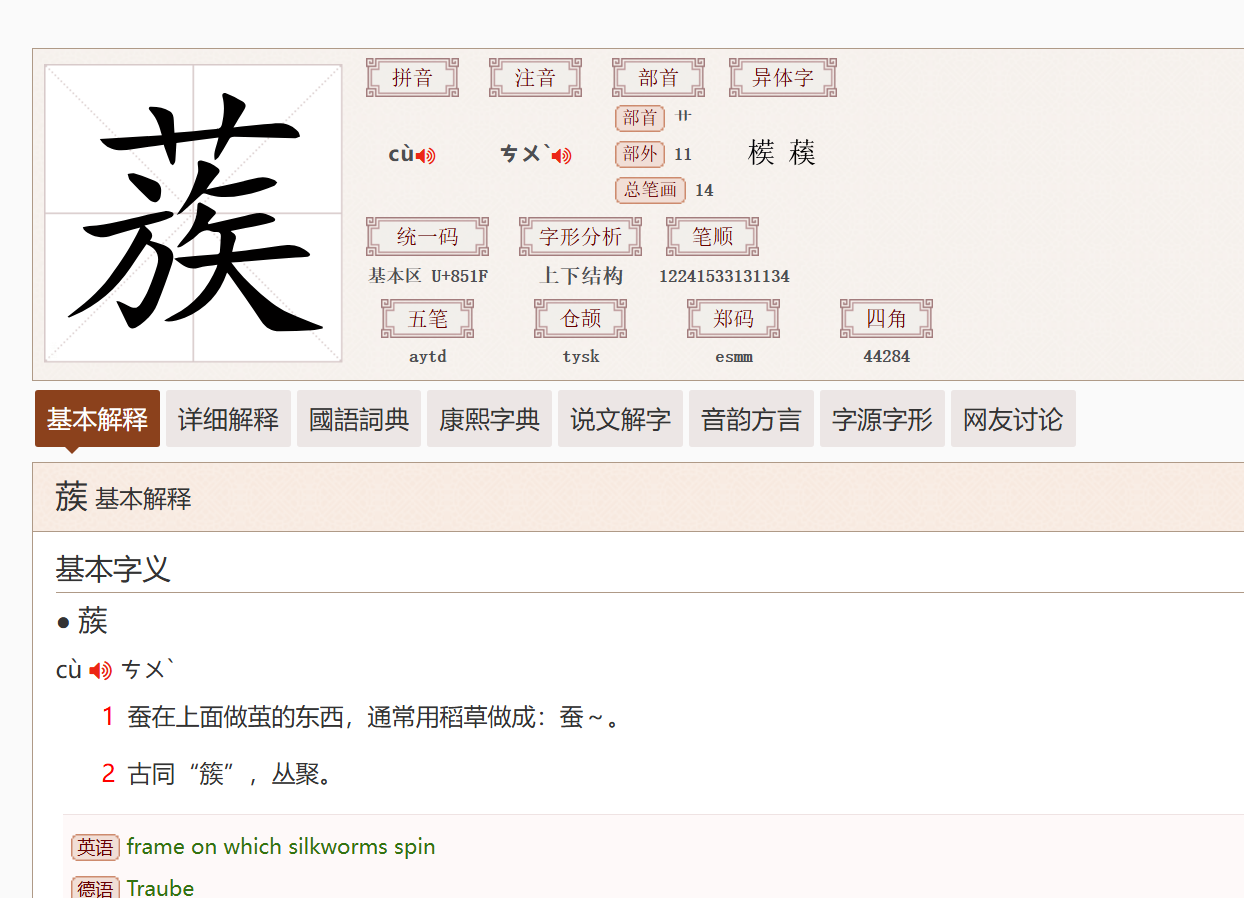 蔟
拼音 注音 部首 异体字
部首 艹
cù ㄘㄨˋ 部外 11
总笔画 14
统一码 字形分析 笔顺
基本区 U+851F 上下结构 12241533131134
五笔 仓颉 郑码 四角
aytd tysk esmm 44284
基本解释 详细解释 國語詞典 康熙字典 说文解字 音韵方言 字源字形 网友讨论
蔟 基本解释
基本字义
● 蔟
cù ㄘㄨˋ
1 蚕在上面做茧的东西，通常用稻草做成：蚕～。
2 古同“簇”，丛聚。
英语 frame on which silkworms spin
德语 Traube